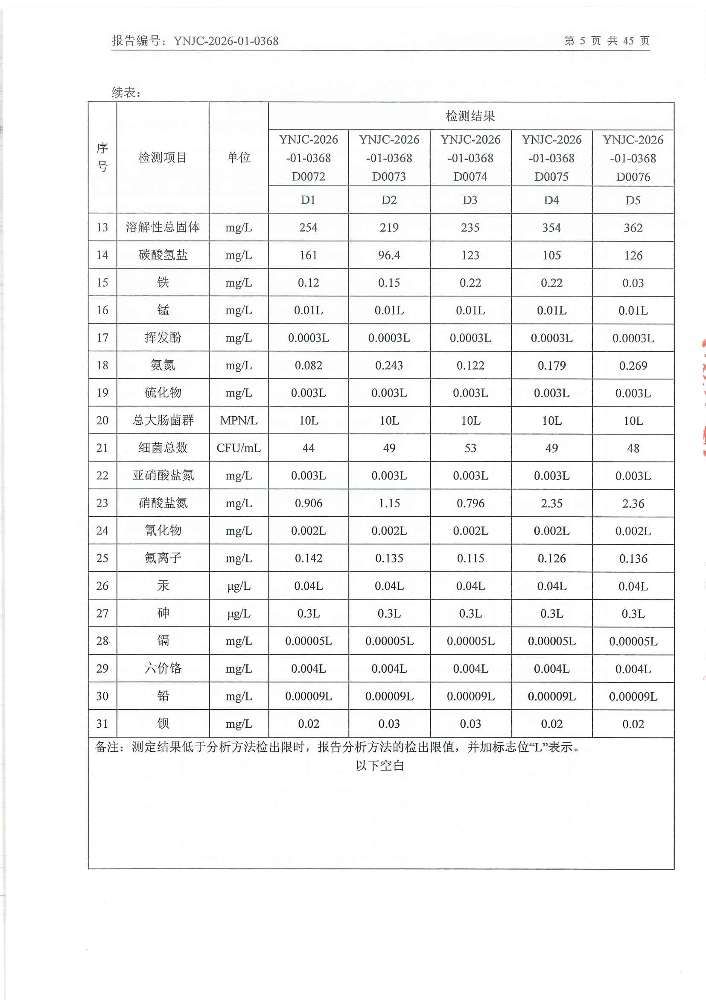 报告编号：YNJC-2026-01-0368 第 5 页 共 45 页
续表：
序号 检测项目 单位 检测结果
YNJC-2026-01-0368D0072 YNJC-2026-01-0368D0073 YNJC-2026-01-0368D0074 YNJC-2026-01-0368D0075 YNJC-2026-01-0368D0076
D1 D2 D3 D4 D5
13 溶解性总固体 mg/L 254 219 235 354 362
14 碳酸氢盐 mg/L 161 96.4 123 105 126
15 铁 mg/L 0.12 0.15 0.22 0.22 0.03
16 锰 mg/L 0.01L 0.01L 0.01L 0.01L 0.01L
17 挥发酚 mg/L 0.0003L 0.0003L 0.0003L 0.0003L 0.0003L
18 氨氮 mg/L 0.082 0.243 0.122 0.179 0.269
19 硫化物 mg/L 0.003L 0.003L 0.003L 0.003L 0.003L
20 总大肠菌群 MPN/L 10L 10L 10L 10L 10L
21 细菌总数 CFU/mL 44 49 53 49 48
22 亚硝酸盐氮 mg/L 0.003L 0.003L 0.003L 0.003L 0.003L
23 硝酸盐氮 mg/L 0.906 1.15 0.796 2.35 2.36
24 氰化物 mg/L 0.002L 0.002L 0.002L 0.002L 0.002L
25 氟离子 mg/L 0.142 0.135 0.115 0.126 0.136
26 汞 μg/L 0.04L 0.04L 0.04L 0.04L 0.04L
27 砷 μg/L 0.3L 0.3L 0.3L 0.3L 0.3L
28 镉 mg/L 0.00005L 0.00005L 0.00005L 0.00005L 0.00005L
29 六价铬 mg/L 0.004L 0.004L 0.004L 0.004L 0.004L
30 铅 mg/L 0.00009L 0.00009L 0.00009L 0.00009L 0.00009L
31 钡 mg/L 0.02 0.03 0.03 0.02 0.02
备注：测定结果低于分析方法检出限时，报告分析方法的检出限值，并加标志位“L”表示。
以下空白